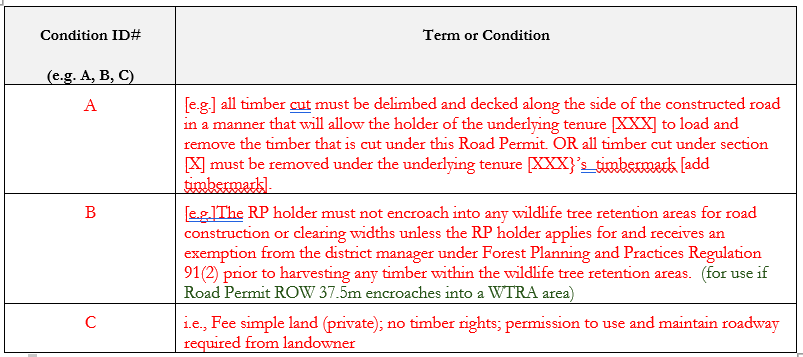 Condition ID#
(e.g. A, B, C)
Term or Condition
A
[e.g.] all timber cut must be delimbed and decked along the side of the constructed road
in a manner that will allow the holder of the underlying tenure [XXX] to load and
remove the timber that is cut under this Road Permit. OR all timber cut under section
[X] must be removed under the underlying tenure [XXX}'s timbermark [add
timbermark].
B
[e.g.]The RP holder must not encroach into any wildlife tree retention areas for road
construction or clearing widths unless the RP holder applies for and receives an
exemption from the district manager under Forest Planning and Practices Regulation
91(2) prior to harvesting any timber within the wildlife tree retention areas. (for use if
Road Permit ROW 37.5m encroaches into a WTRA area)
C
i.e., Fee simple land (private); no timber rights; permission to use and maintain roadway
required from landowner